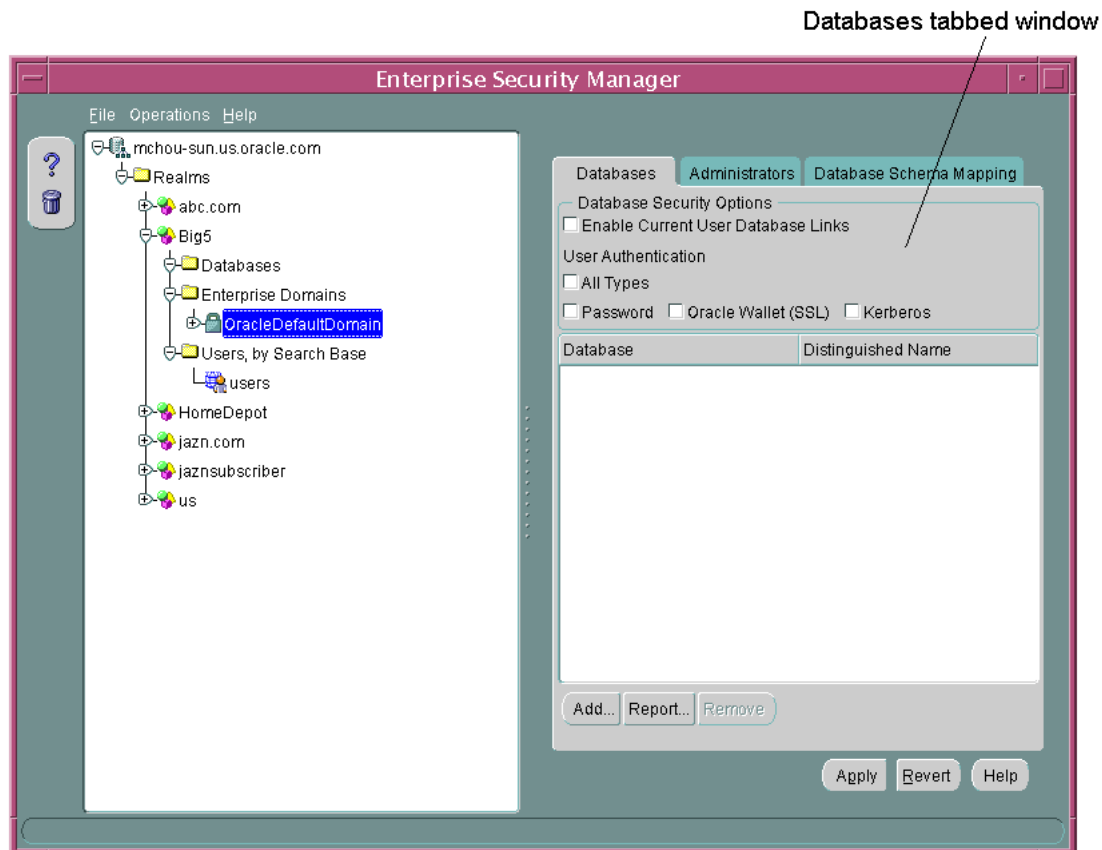 Databases tabbed window
Enterprise Security Manager
File Operations Help
mchou-sun.us.oracle.com
Realms
abc.com
Big5
Databases
Enterprise Domains
OracleDefaultDomain
Users, by Search Base
users
HomeDepot
jazn.com
jaznsubscriber
us
Databases Administrators Database Schema Mapping
Database Security Options
Enable Current User Database Links
User Authentication
All Types
Password Oracle Wallet (SSL) Kerberos
Database Distinguished Name
Add... Report... Remove
Apply Revert Help